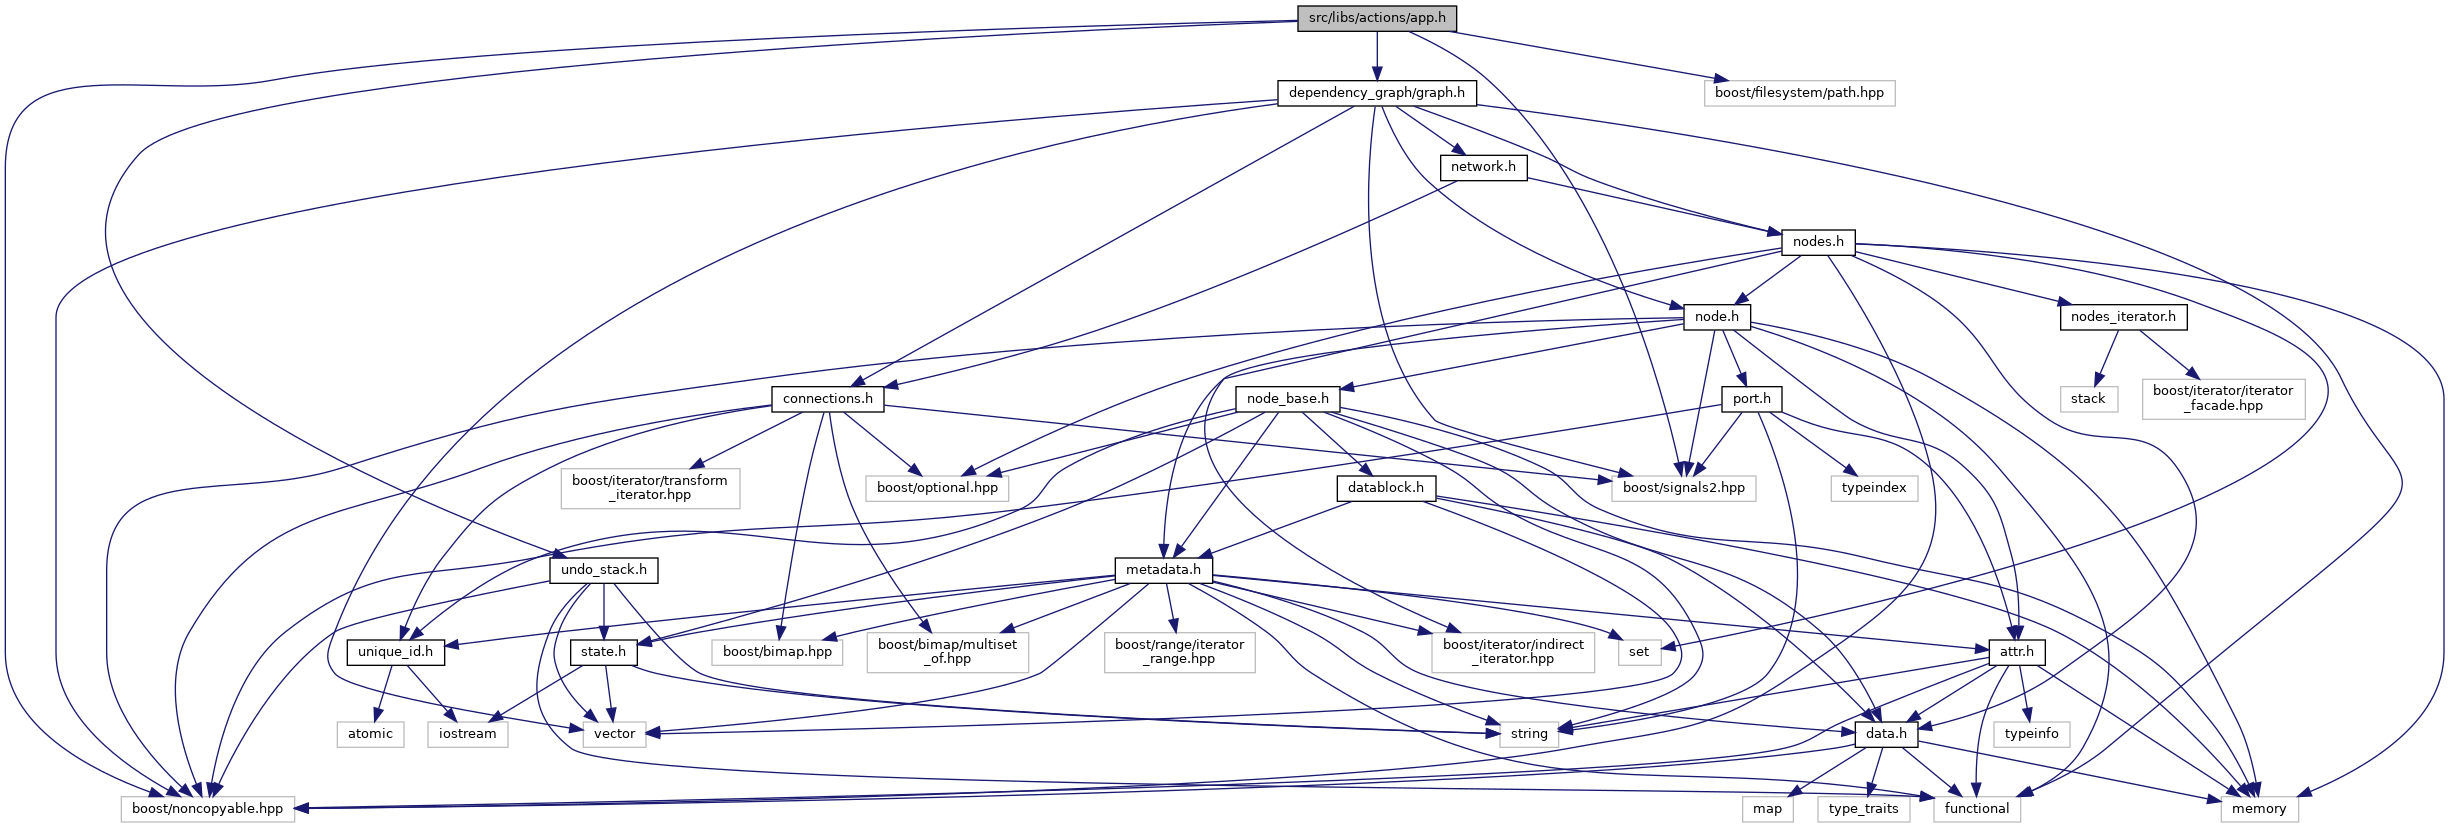 src/libs/actions/app.h
dependency_graph/graph.h
boost/filesystem/path.hpp
network.h
nodes.h
node.h
nodes_iterator.h
connections.h
node_base.h
port.h
stack
boost/iterator/iterator
_facade.hpp
boost/iterator/transform
_iterator.hpp
boost/optional.hpp
datablock.h
boost/signals2.hpp
typeindex
undo_stack.h
metadata.h
unique_id.h
state.h
boost/bimap.hpp
boost/bimap/multiset
_of.hpp
boost/range/iterator
_range.hpp
boost/iterator/indirect
_iterator.hpp
set
attr.h
atomic
iostream
vector
string
data.h
typeinfo
boost/noncopyable.hpp
map
type_traits
functional
memory